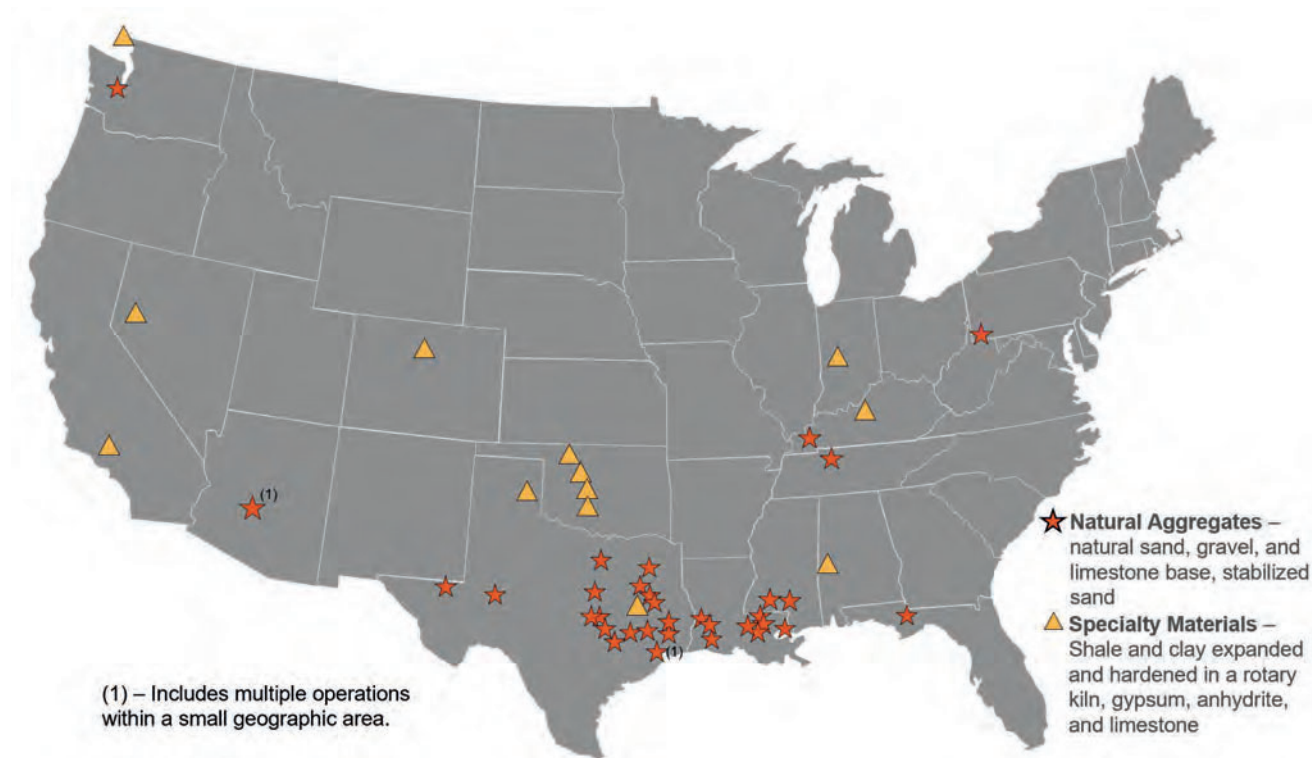 (1)
Natural Aggregates –
natural sand, gravel, and
limestone base, stabilized
sand
Specialty Materials –
Shale and clay expanded
and hardened in a rotary
kiln, gypsum, anhydrite,
and limestone
(1)
(1) – Includes multiple operations
within a small geographic area.